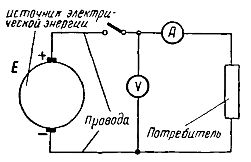 источник электри-
ческой энергии
E
+
А
V
Провода
–
Потребитель